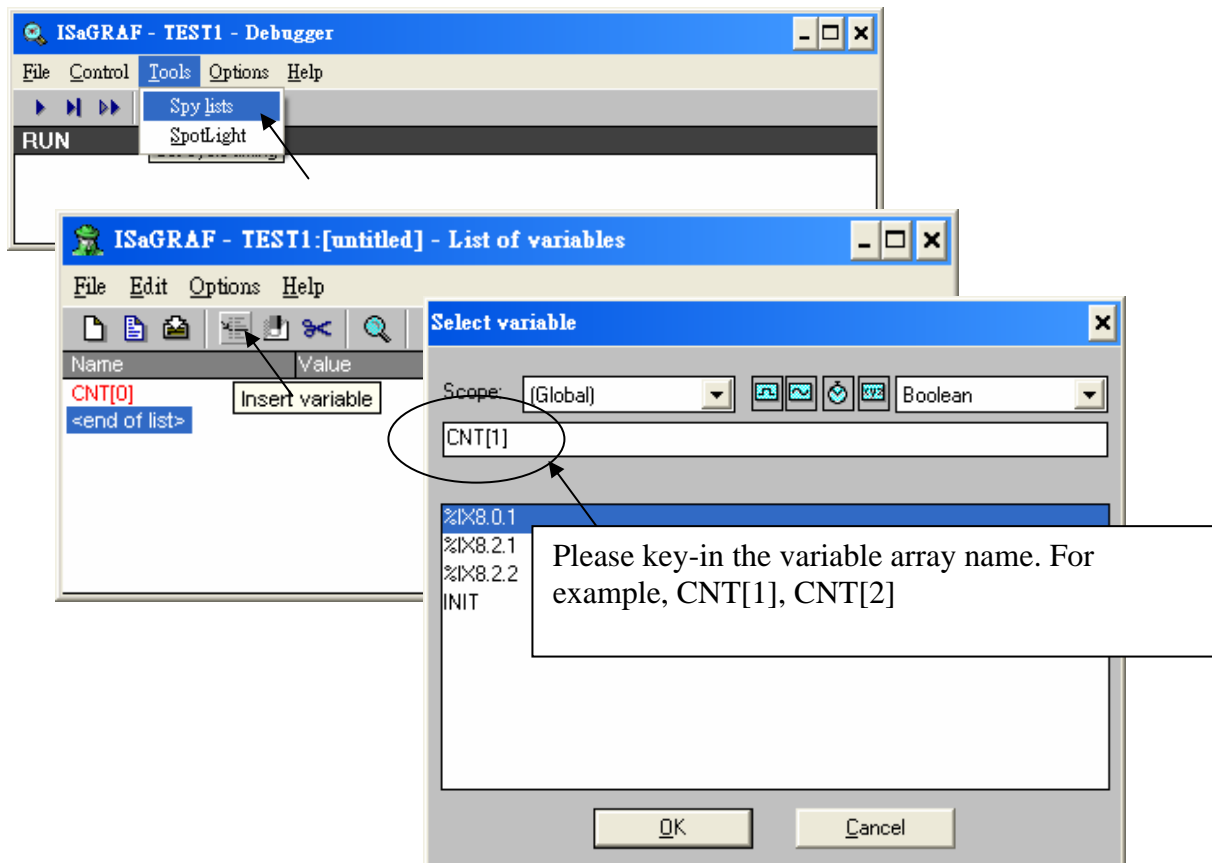 ISaGRAF - TEST1 - Debugger
File Control Tools Options Help
Spy lists
SpotLight
RUN
ISaGRAF - TEST1:[untitled] - List of variables
File Edit Options Help
Name Value
CNT[0]
Insert variable
<end of list>
Select variable
Scope: (Global) xyz Boolean
CNT[1]
%IX8.0.1
%IX8.2.1
%IX8.2.2
INIT
Please key-in the variable array name. For
example, CNT[1], CNT[2]
OK Cancel